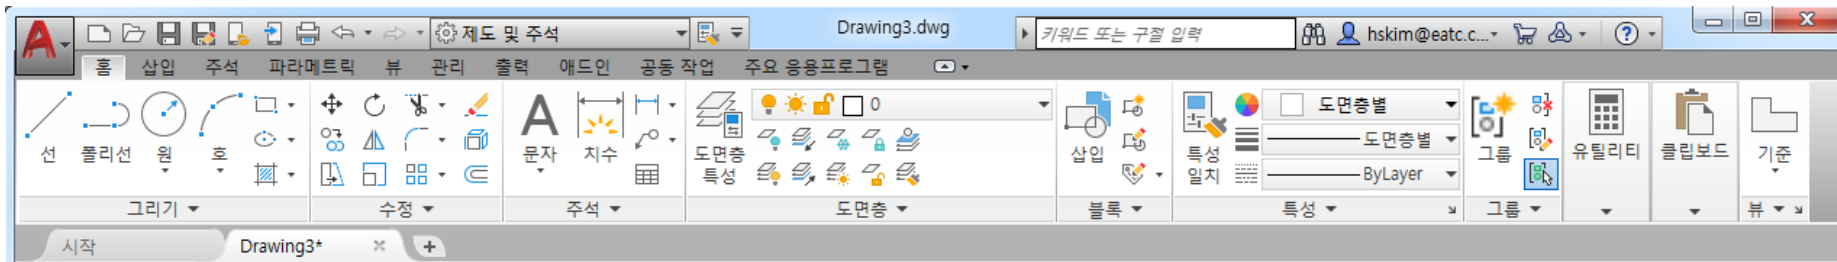 제도 및 주석 Drawing3.dwg 키워드 또는 구절 입력 hskim@eatc.c...
홈 삽입 주석 파라메트릭 뷰 관리 출력 애드인 공동 작업 주요 응용프로그램
0
도면층별
도면층별
ByLayer
선 폴리선 원 호
문자 치수
도면층 특성
삽입
특성 일치
그룹
유틸리티
클립보드
기준
그리기 수정 주석 도면층 블록 특성 그룹 뷰
시작 Drawing3*